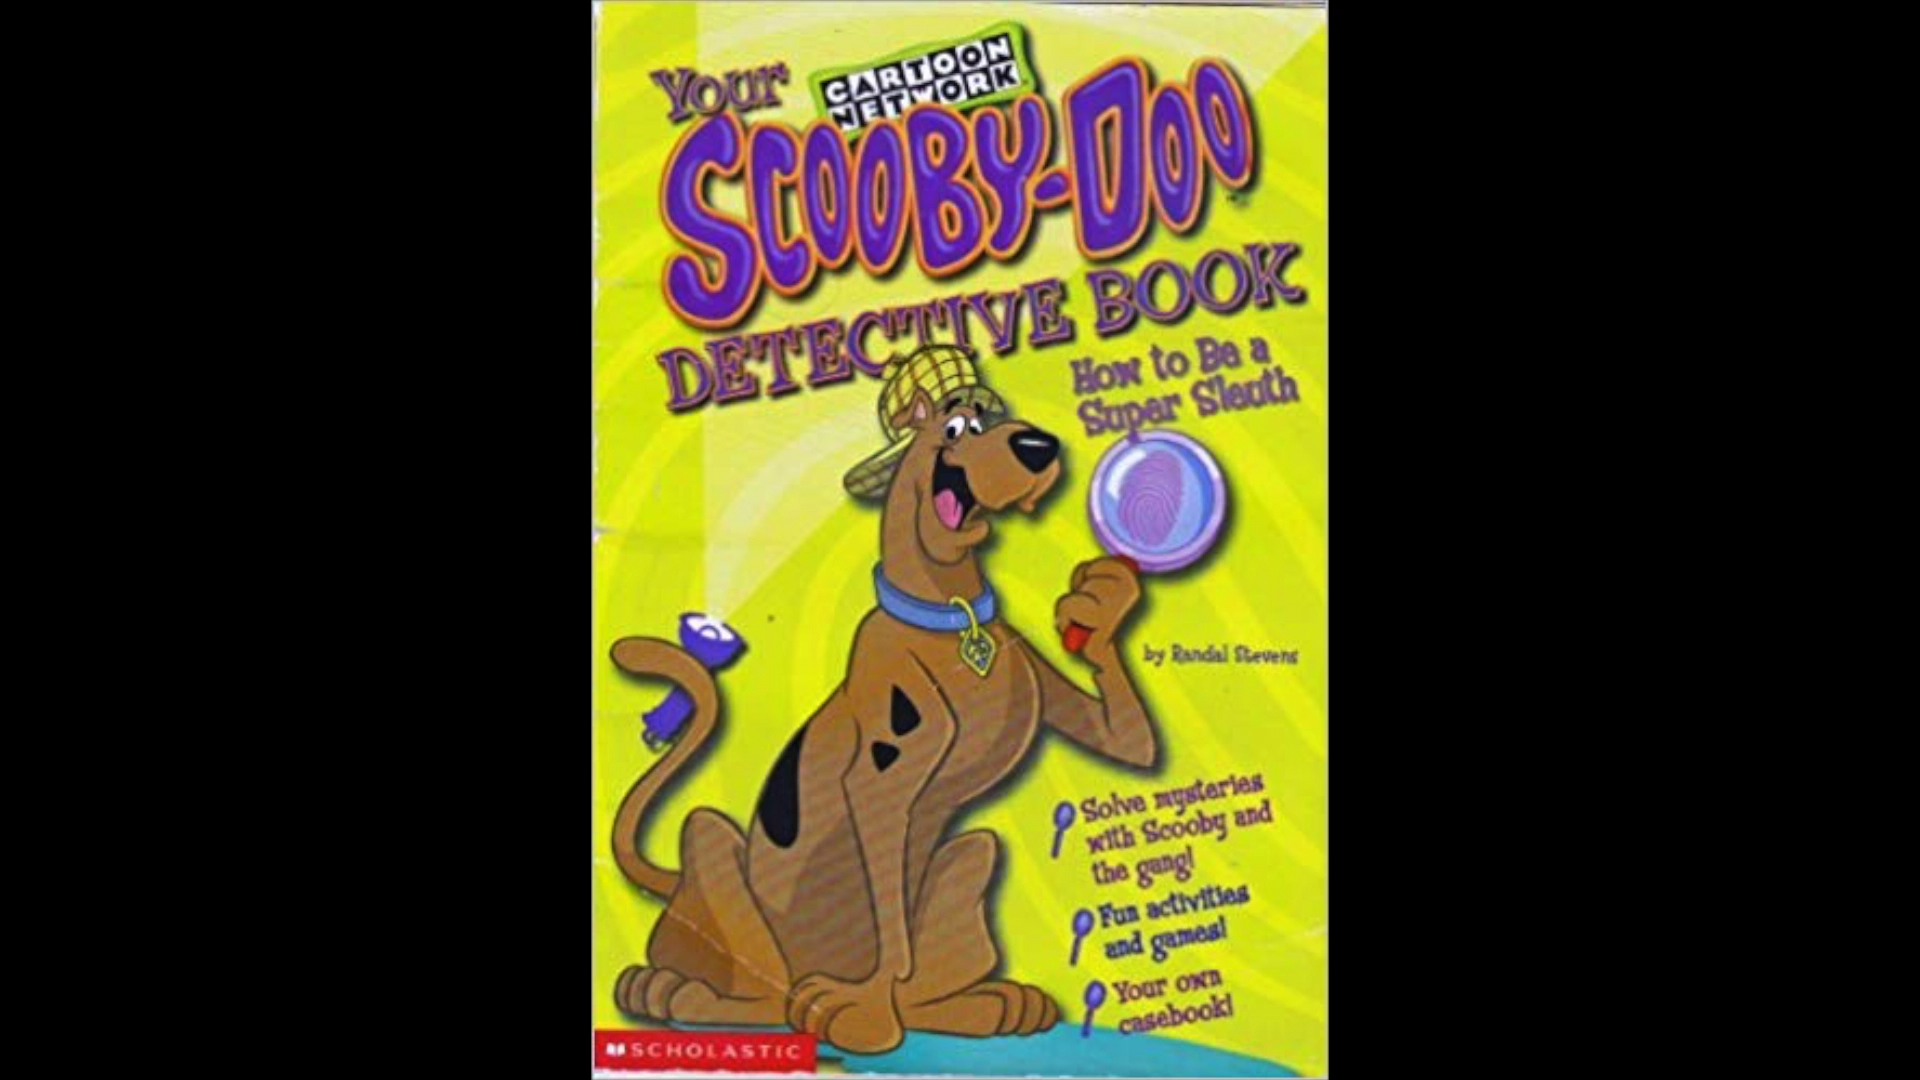 Your
CARTOON
NETWORK
SCOOBY-DOO
DETECTIVE BOOK
How to Be a
Super Sleuth
by Randal Stevens
Solve mysteries
with Scooby and
the gang!
Fun activities
and games!
Your own
casebook!
SCHOLASTIC